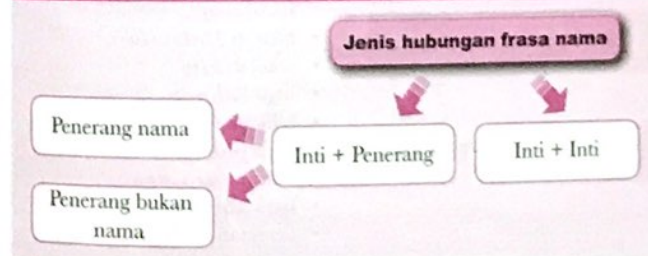 Jenis hubungan frasa nama
Penerang nama
Inti + Penerang
Inti + Inti
Penerang bukan
nama